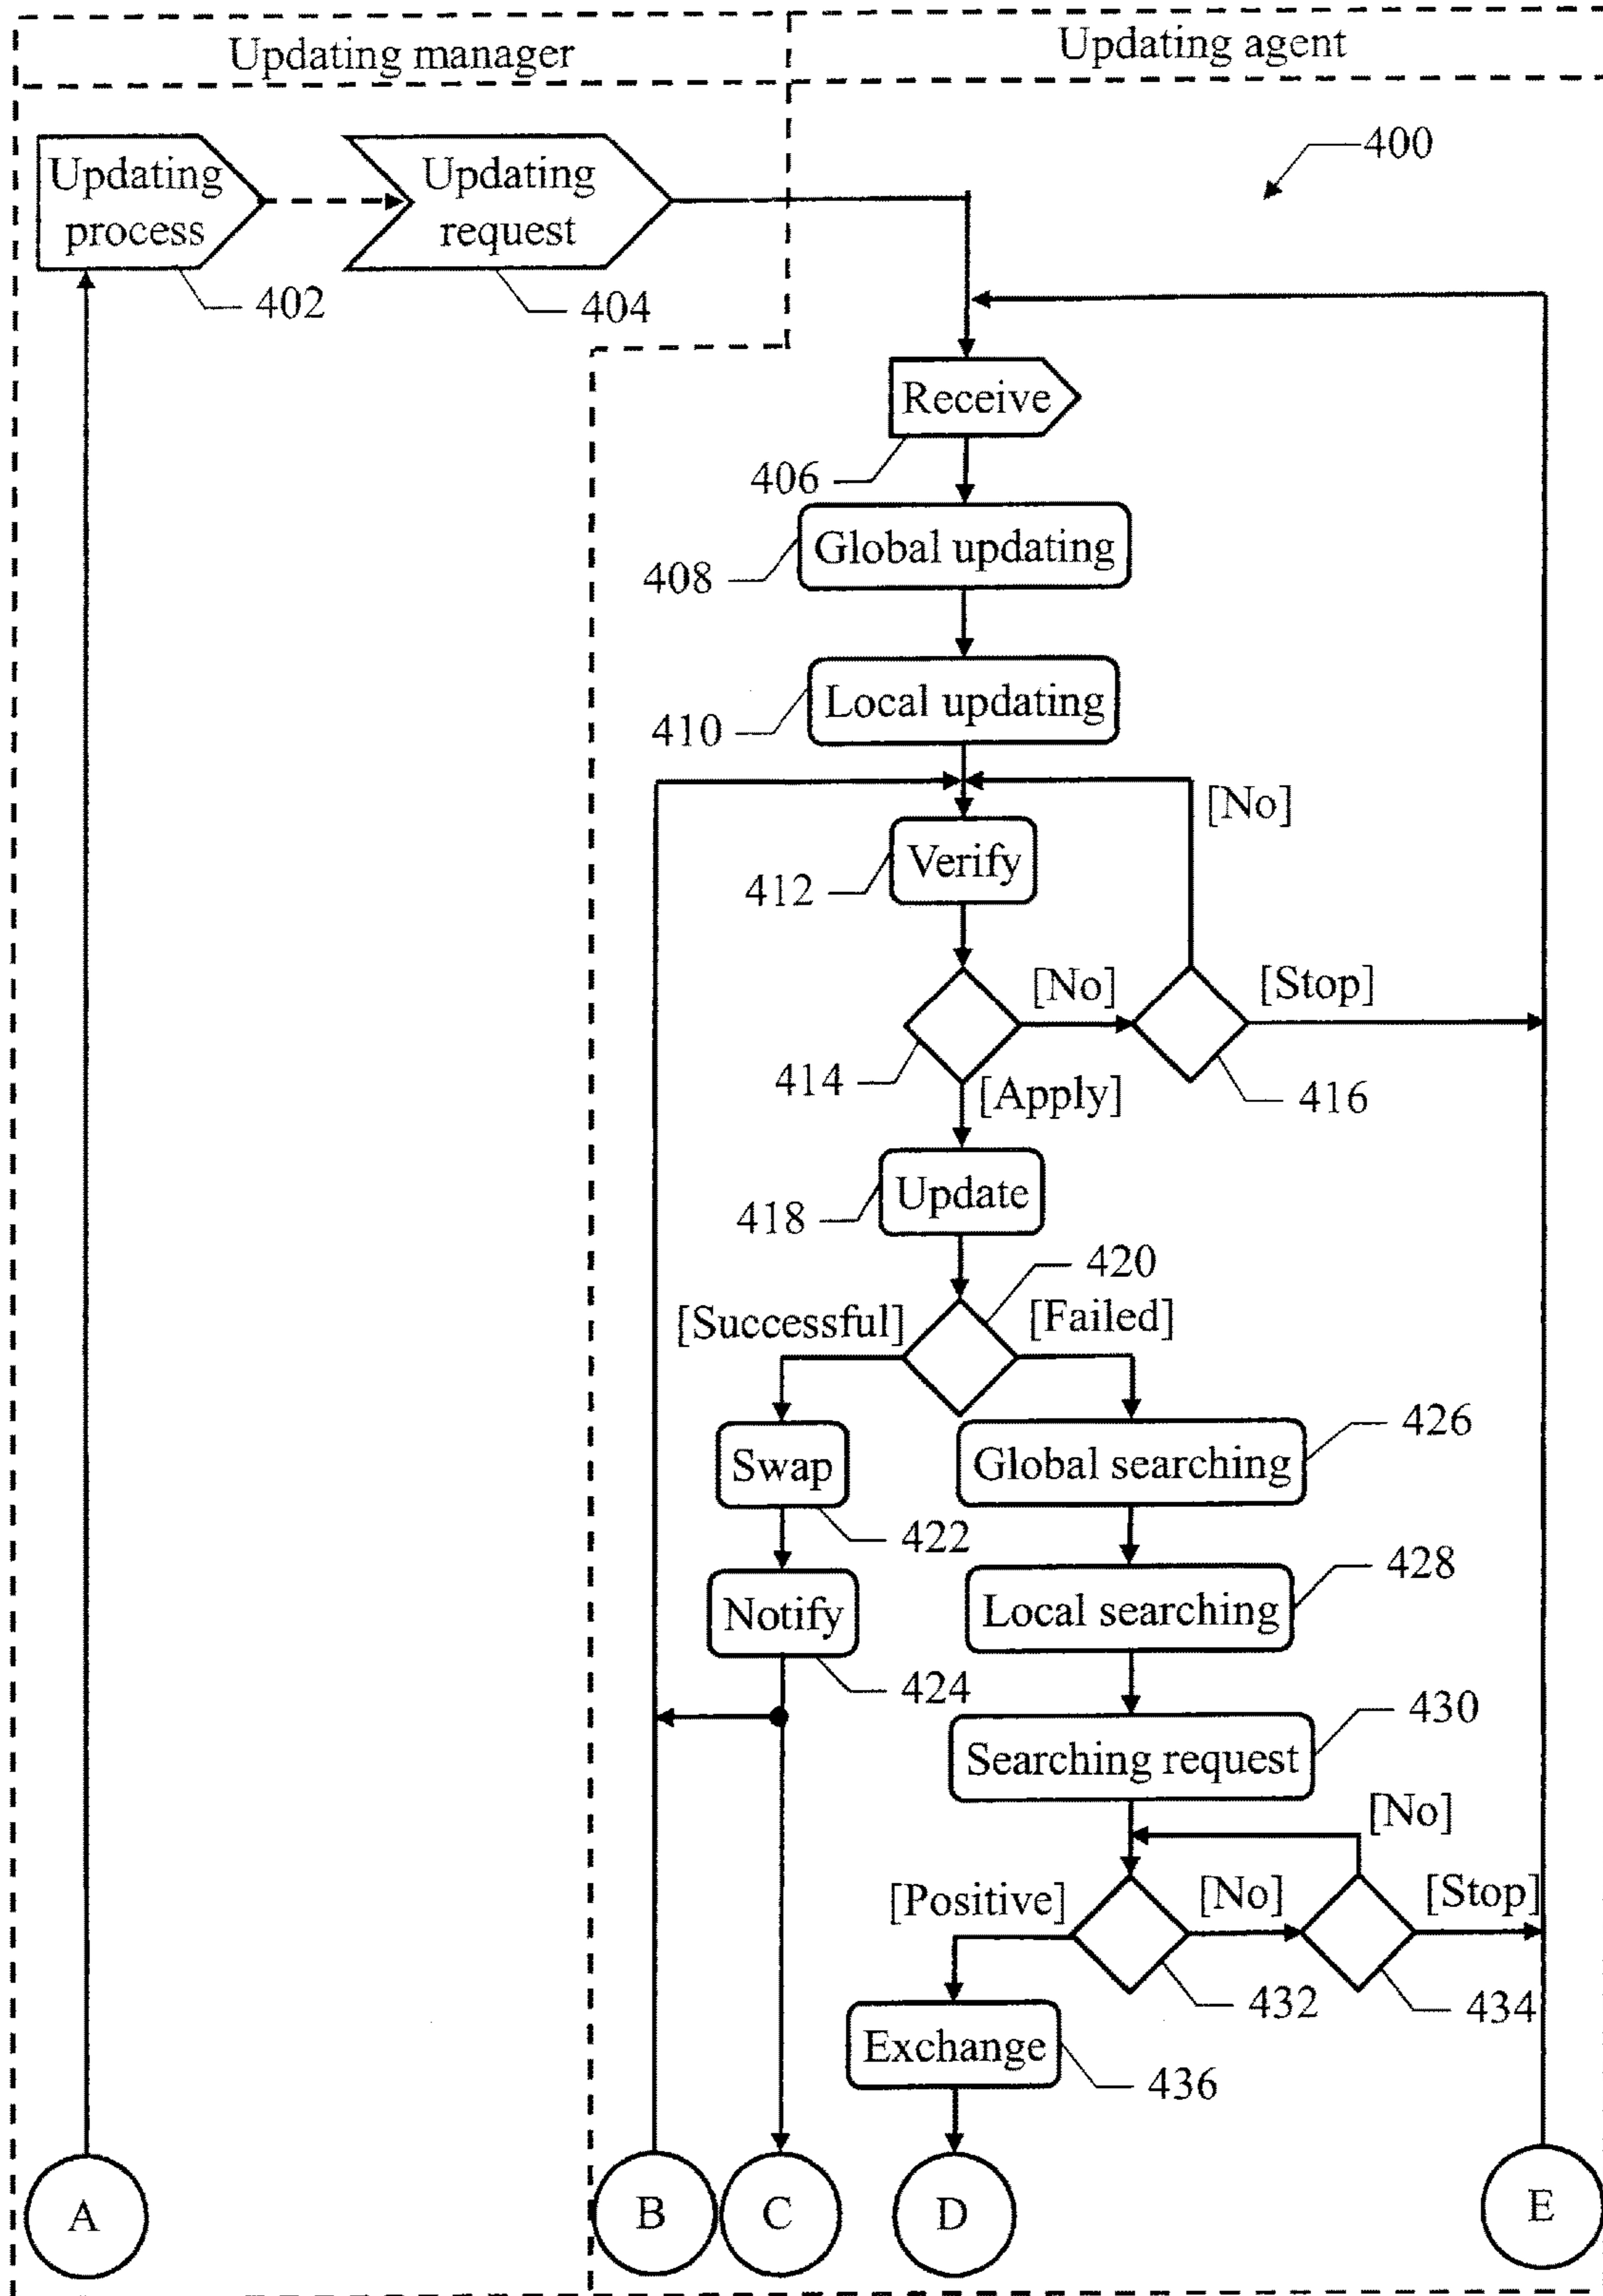 Updating manager
Updating agent
400
Updating
process
Updating
request
402
404
Receive
406
Global updating
408
Local updating
410
[No]
Verify
412
[No]
[Stop]
414
[Apply]
416
Update
418
420
[Successful]
[Failed]
426
Swap
Global searching
422
428
Notify
Local searching
424
430
Searching request
[No]
[Positive]
[No]
[Stop]
432
434
Exchange
436
A
B
C
D
E